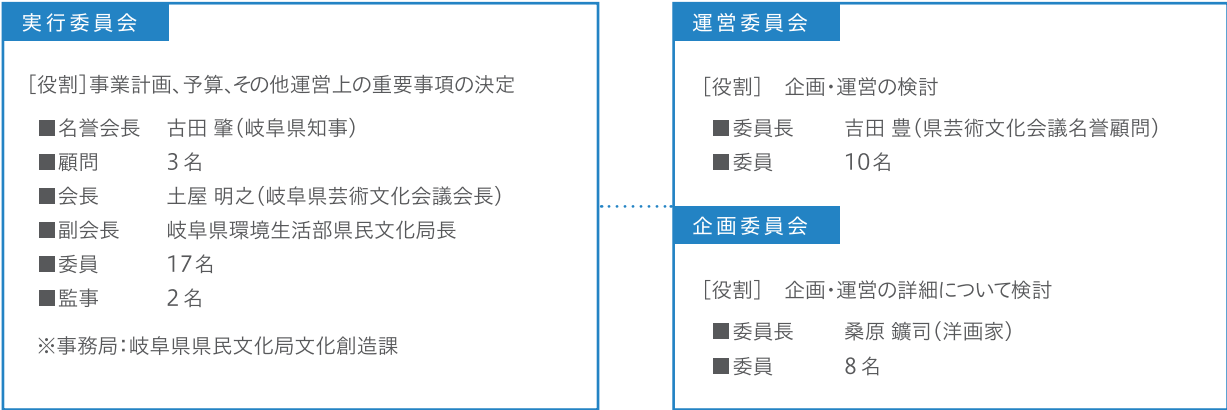 実行委員会
［役割］事業計画、予算、その他運営上の重要事項の決定
■名誉会長 古田 肇（岐阜県知事）
■顧問 3名
■会長 土屋 明之（岐阜県芸術文化会議会長）
■副会長 岐阜県環境生活部県民文化局長
■委員 17名
■監事 2名
※事務局：岐阜県県民文化局文化創造課
運営委員会
［役割］ 企画・運営の検討
■委員長 吉田 豊（県芸術文化会議名誉顧問）
■委員 10名
企画委員会
［役割］ 企画・運営の詳細について検討
■委員長 桑原 鑛司（洋画家）
■委員 8名